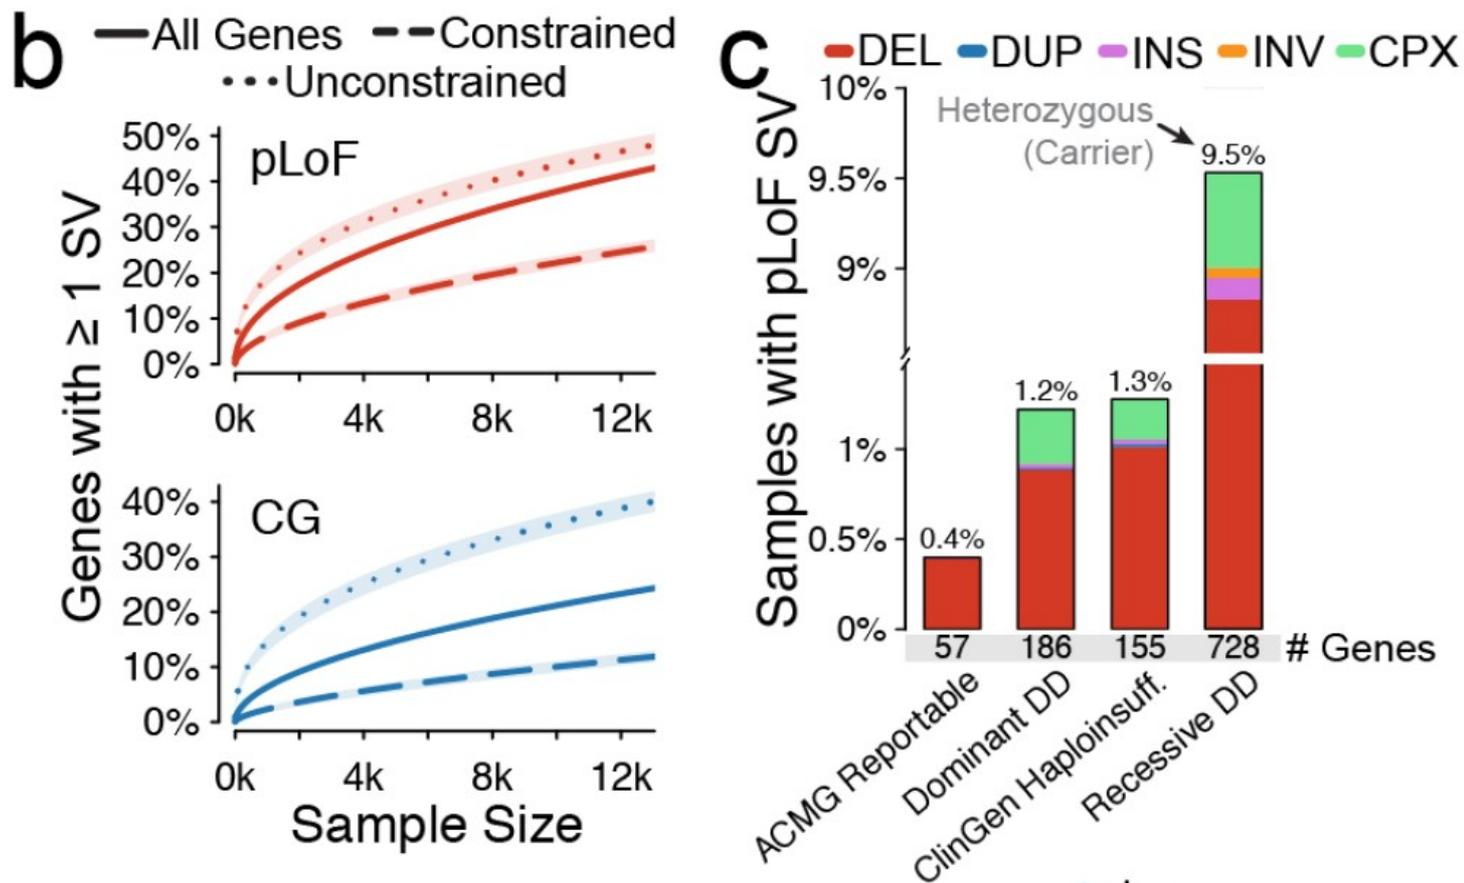 b
All Genes Constrained
Unconstrained
Genes with ≥ 1 SV
pLoF
50%
40%
30%
20%
10%
0%
0k 4k 8k 12k
CG
40%
30%
20%
10%
0%
0k 4k 8k 12k
Sample Size
c
DEL DUP INS INV CPX
Samples with pLoF SV
10%
9.5%
9%
1%
0.5%
0%
Heterozygous
(Carrier)
9.5%
1.3%
1.2%
0.4%
57 186 155 728 # Genes
ACMG Reportable
Dominant DD
ClinGen Haploinsuff.
Recessive DD